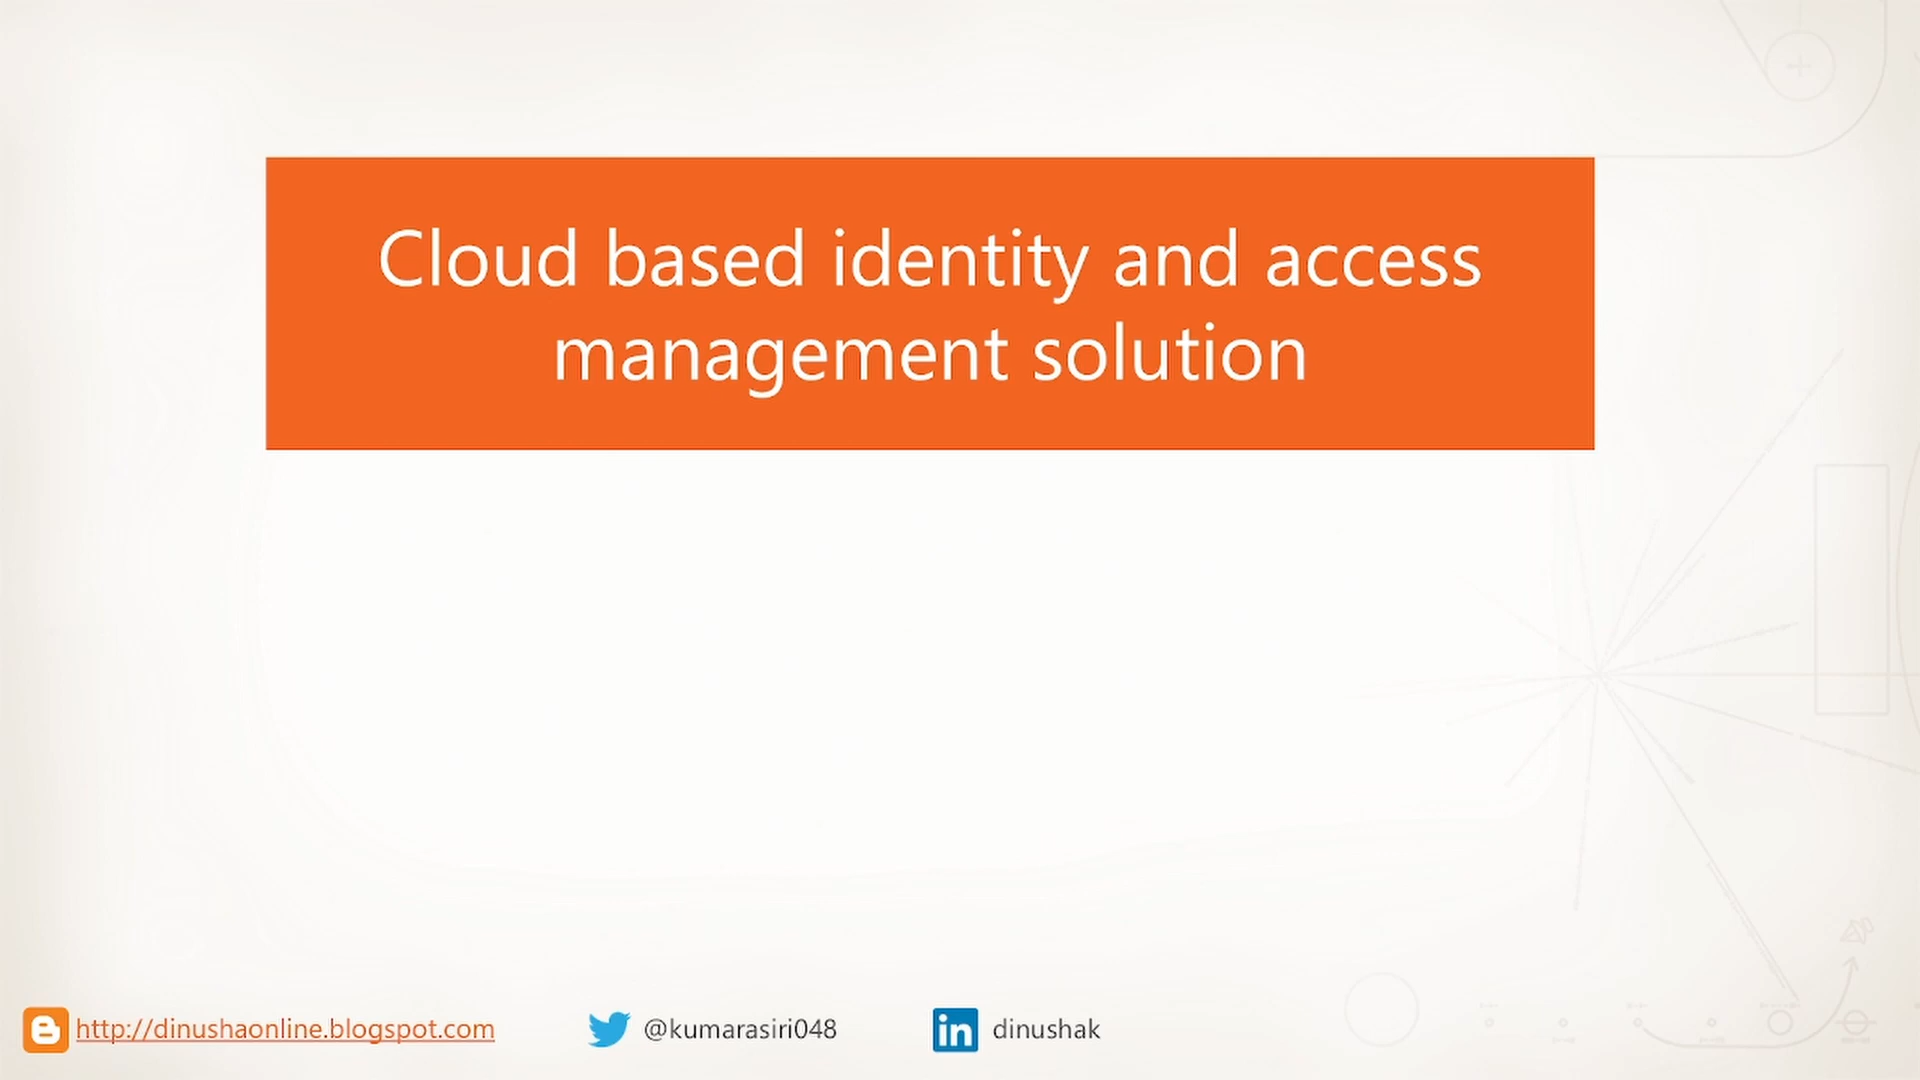 Cloud based identity and access
management solution
http://dinushaonline.blogspot.com @kumarasiri048 dinushak